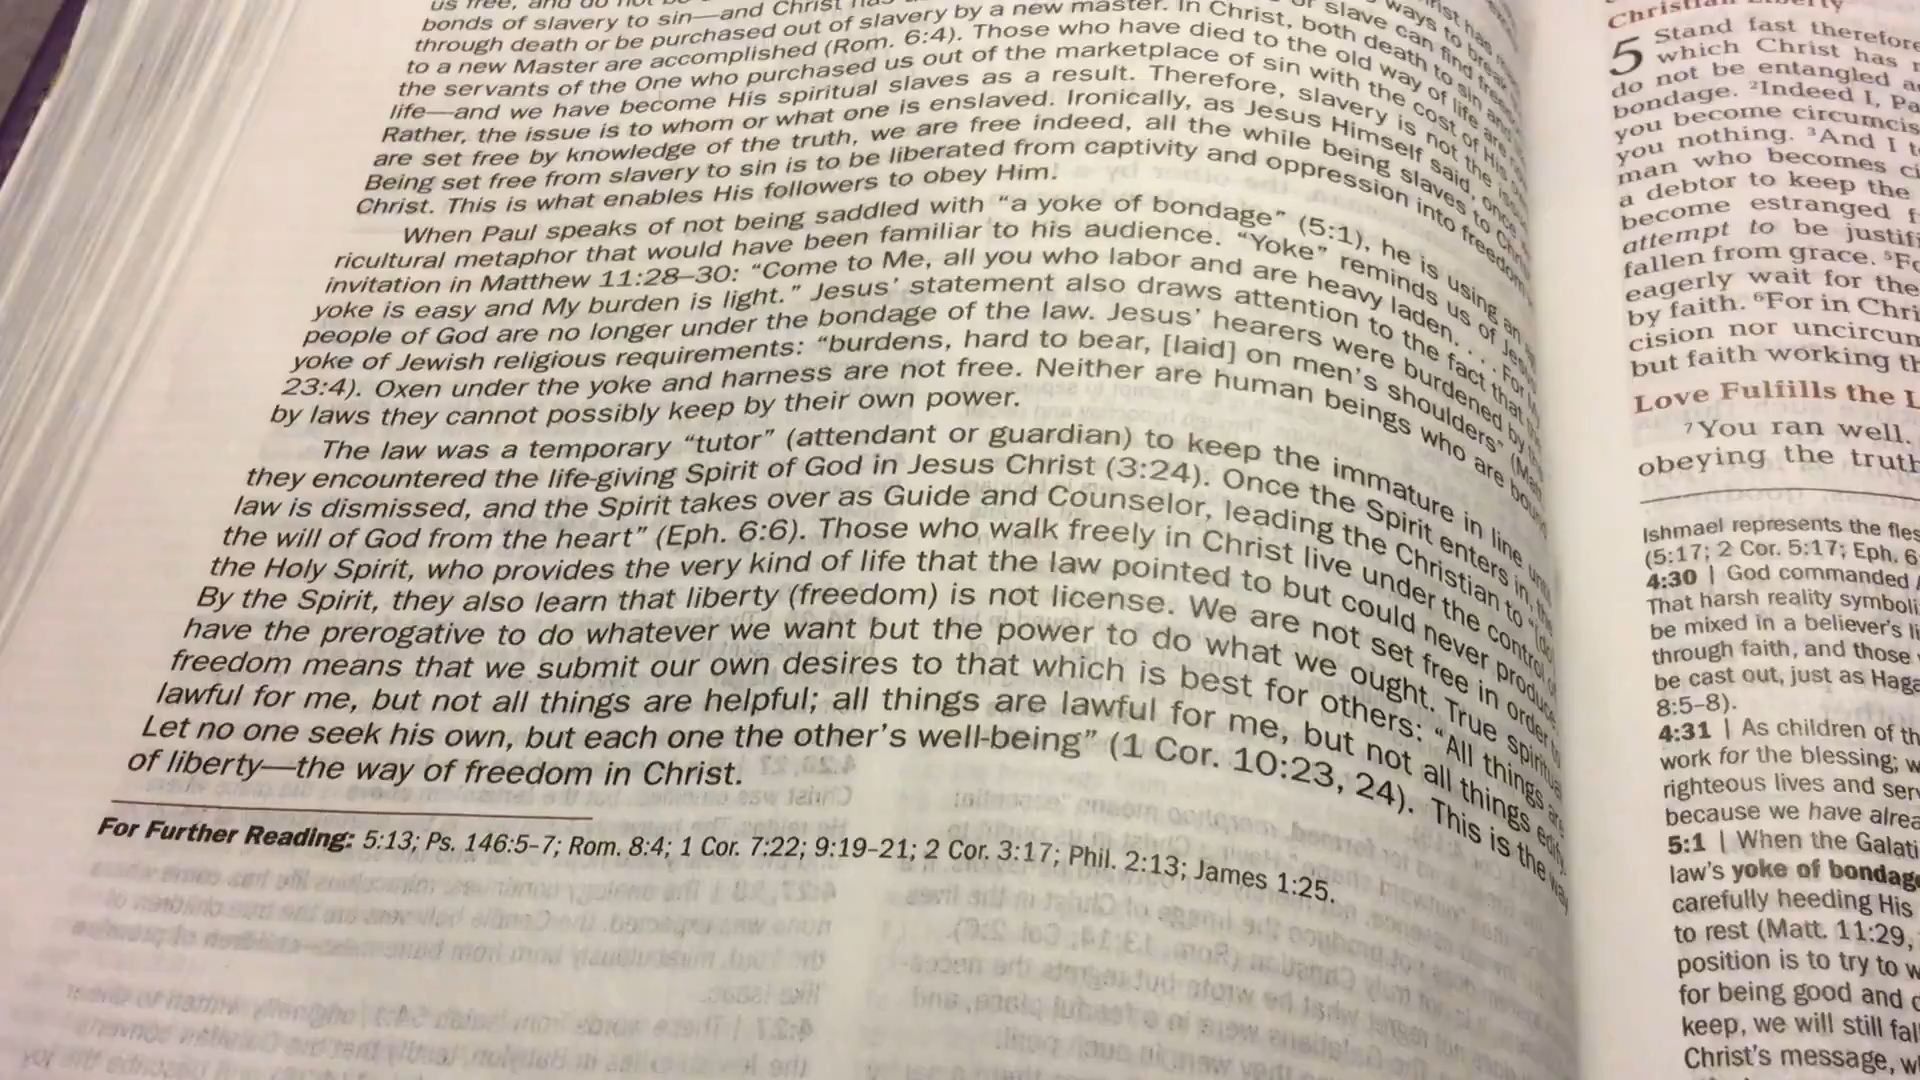 bonds of slavery to sin—and Christ has
through death or be purchased out of slavery by a new master. In Christ, both death to sin and
to a new Master are accomplished (Rom. 6:4). Those who have died to the old way of life are
the servants of the One who purchased us out of the marketplace of sin with the cost of His
life—and we have become His spiritual slaves as a result. Therefore, slavery is not the issue.
Rather, the issue is to whom or what one is enslaved. Ironically, as Jesus Himself said, once
are set free by knowledge of the truth, we are free indeed, all the while being slaves to Christ.
Being set free from slavery to sin is to be liberated from captivity and oppression into freedom
Christ. This is what enables His followers to obey Him.
When Paul speaks of not being saddled with “a yoke of bondage” (5:1), he is using an
ricultural metaphor that would have been familiar to his audience. “Yoke” reminds us of Jesus’
invitation in Matthew 11:28–30: “Come to Me, all you who labor and are heavy laden. . . . For My
yoke is easy and My burden is light.” Jesus’ statement also draws attention to the fact that the
people of God are no longer under the bondage of the law. Jesus’ hearers were burdened by the
yoke of Jewish religious requirements: “burdens, hard to bear, [laid] on men’s shoulders” (Matt.
23:4). Oxen under the yoke and harness are not free. Neither are human beings who are bound
by laws they cannot possibly keep by their own power.
The law was a temporary “tutor” (attendant or guardian) to keep the immature in line until
they encountered the life-giving Spirit of God in Jesus Christ (3:24). Once the Spirit enters in, the
law is dismissed, and the Spirit takes over as Guide and Counselor, leading the Christian to “[do]
the will of God from the heart” (Eph. 6:6). Those who walk freely in Christ live under the control of
the Holy Spirit, who provides the very kind of life that the law pointed to but could never produce.
By the Spirit, they also learn that liberty (freedom) is not license. We are not set free in order to
have the prerogative to do whatever we want but the power to do what we ought. True spiritual
freedom means that we submit our own desires to that which is best for others: “All things are
lawful for me, but not all things are helpful; all things are lawful for me, but not all things edify.
Let no one seek his own, but each one the other’s well-being” (1 Cor. 10:23, 24). This is the way
of liberty—the way of freedom in Christ.
For Further Reading: 5:13; Ps. 146:5–7; Rom. 8:4; 1 Cor. 7:22; 9:19–21; 2 Cor. 3:17; Phil. 2:13; James 1:25.
Christian Liberty
5 Stand fast therefore
which Christ has
do not be entangled
bondage. ²Indeed I,
you become
you nothing. ³And I
man who becomes
a debtor to keep the
become estranged
attempt to be
fallen from grace. ⁵
eagerly wait for the
by faith. ⁶For in
cision nor
but faith working
Love Fulfills the
⁷You ran well.
obeying the truth
Ishmael represents the
(5:17; 2 Cor. 5:17; Eph.
4:30 | God commanded
That harsh reality
be mixed in a believer’s
through faith, and those
be cast out, just as
8:5–8).
4:31 | As children of
work for the blessing;
righteous lives and
because we have
5:1 | When the
law’s yoke of bondage
carefully heeding His
to rest (Matt. 11:29,
position is to try to
for being good and
keep, we will still
Christ’s message,